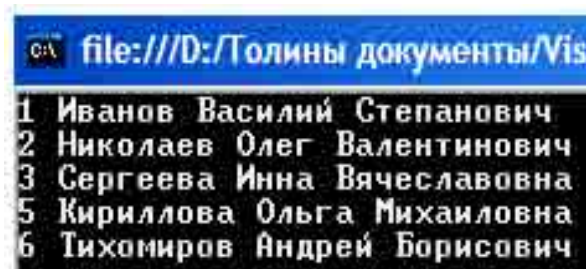 file:///D:/Толины документы/Vis
1 Иванов Василий Степанович
2 Николаев Олег Валентинович
3 Сергеева Инна Вячеславовна
5 Кириллова Ольга Михаиловна
6 Тихомиров Андрей Борисович